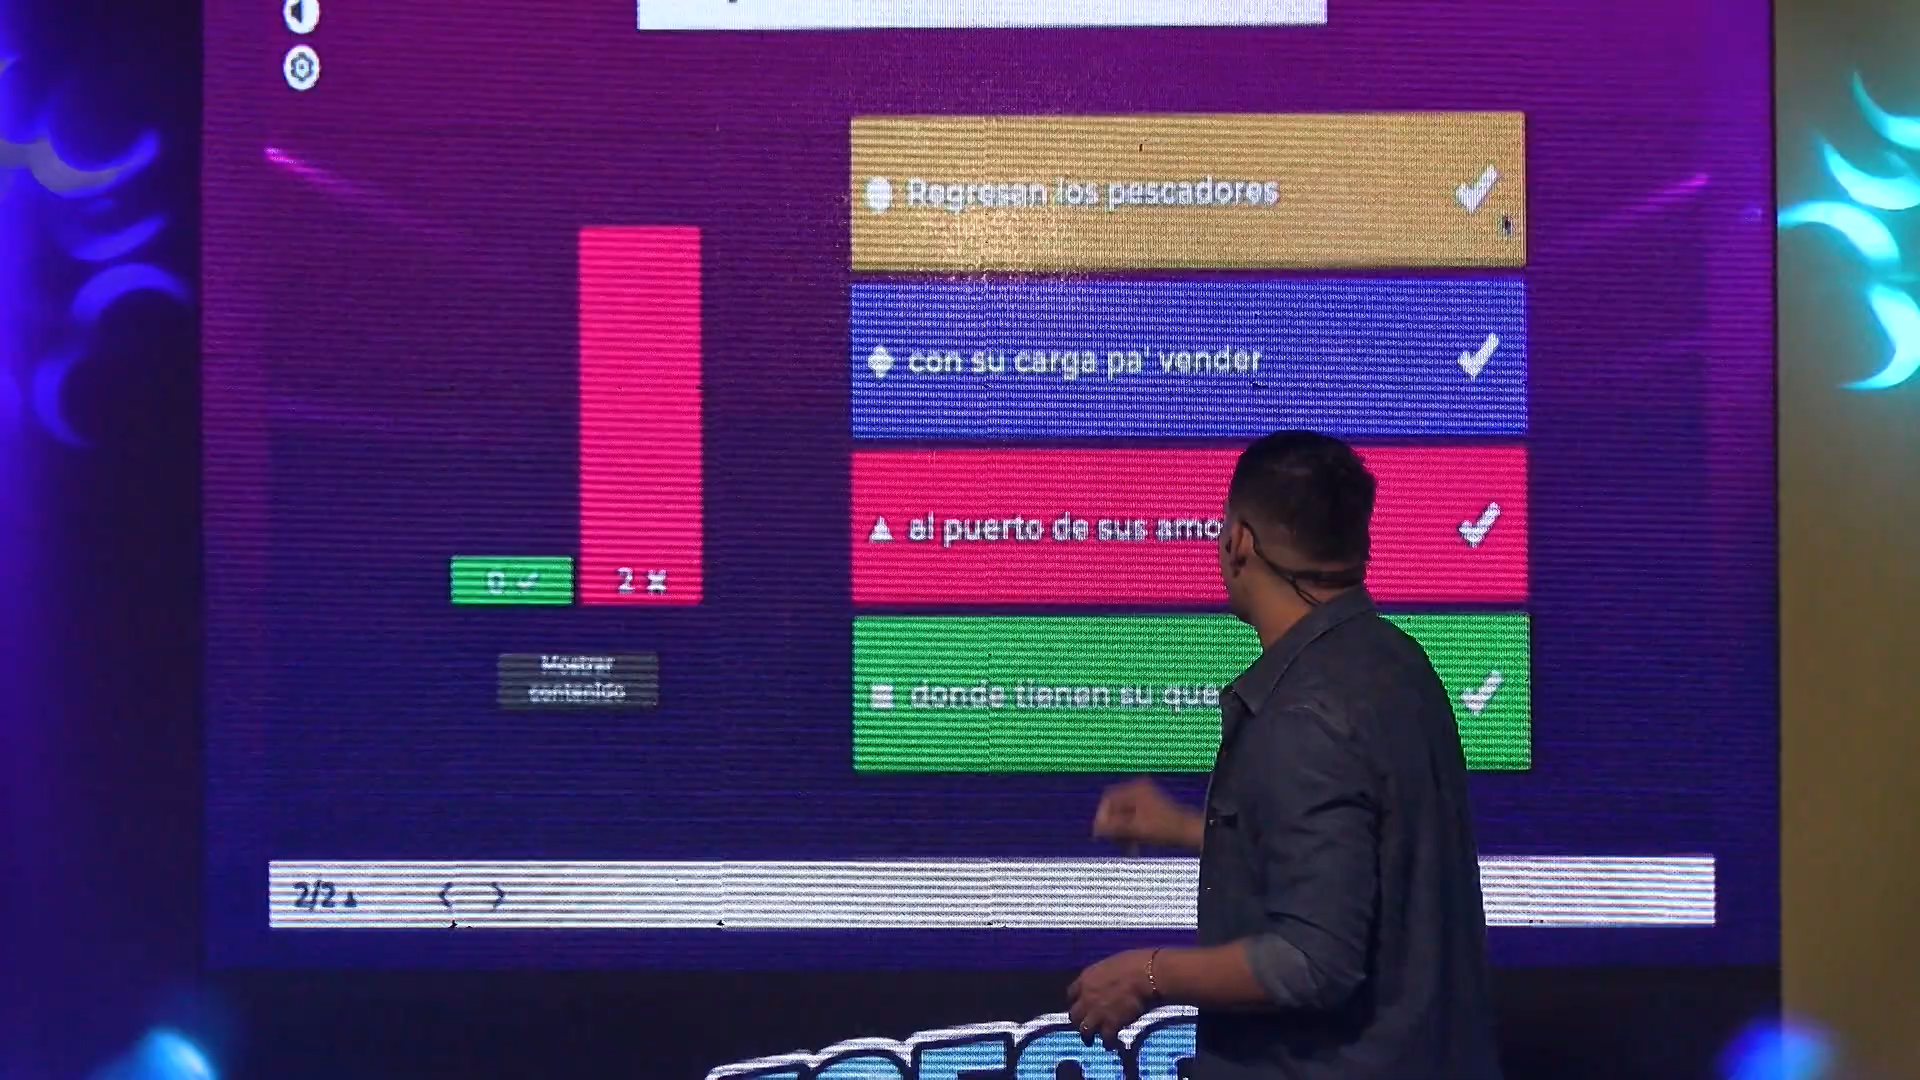 Regresan los pescadores
con su carga pa' vender
al puerto de sus amo
donde tienen su que
0
2
Mostrar
contenido
2/2